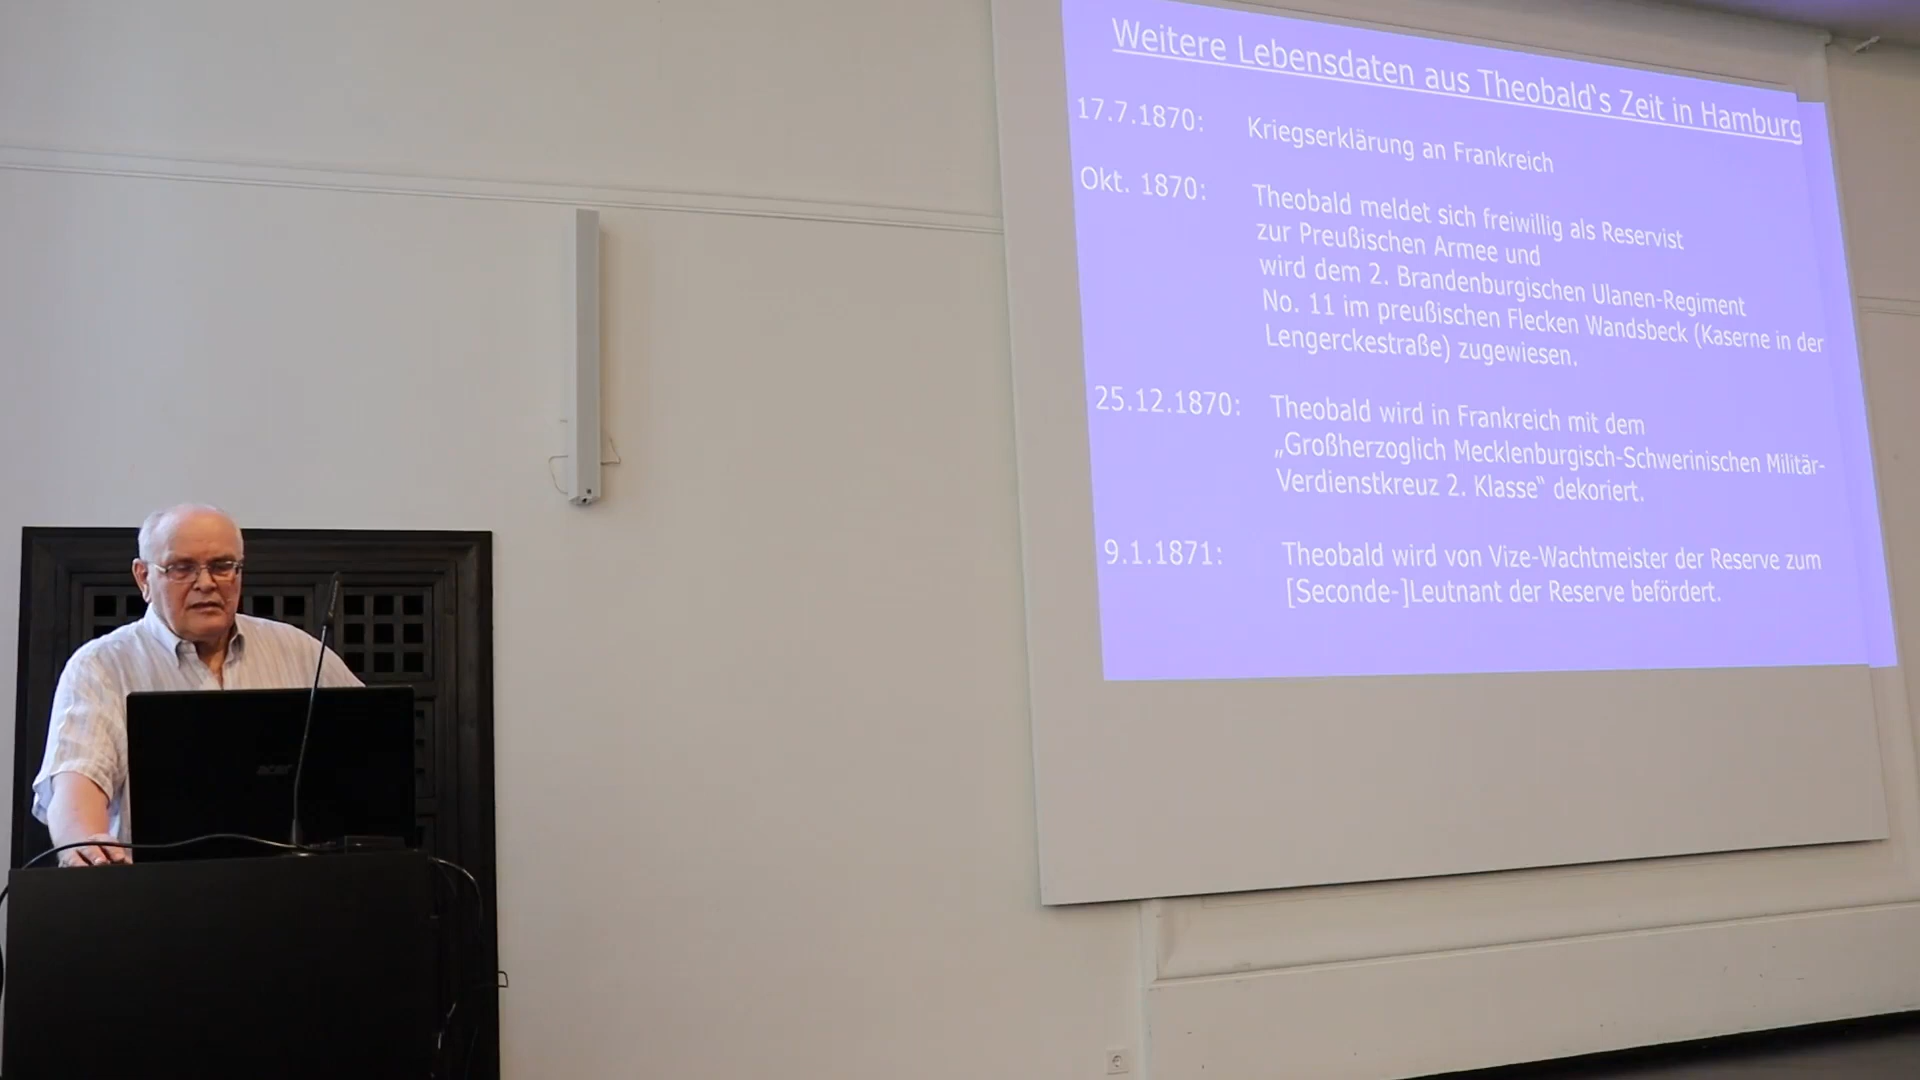 Weitere Lebensdaten aus Theobald‘s Zeit in Hamburg
17.7.1870: Kriegserklärung an Frankreich
Okt. 1870: Theobald meldet sich freiwillig als Reservist
zur Preußischen Armee und
wird dem 2. Brandenburgischen Ulanen-Regiment
No. 11 im preußischen Flecken Wandsbeck (Kaserne in der
Lengerckestraße) zugewiesen.
25.12.1870: Theobald wird in Frankreich mit dem
„Großherzoglich Mecklenburgisch-Schwerinischen Militär-
Verdienstkreuz 2. Klasse“ dekoriert.
9.1.1871: Theobald wird von Vize-Wachtmeister der Reserve zum
[Seconde-]Leutnant der Reserve befördert.
acer